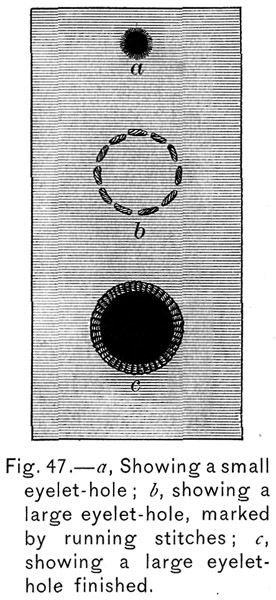 a
b
c
Fig. 47.—a, Showing a small
eyelet-hole; b, showing a
large eyelet-hole, marked
by running stitches; c,
showing a large eyelet-
hole finished.